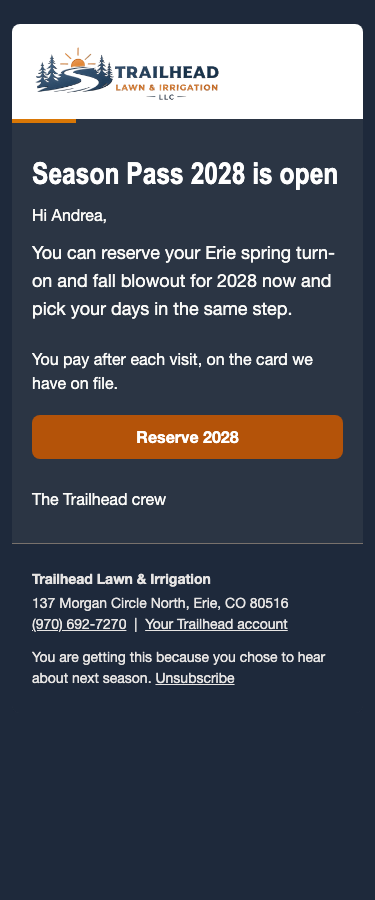 TRAILHEAD
LAWN & IRRIGATION
LLC
Season Pass 2028 is open
Hi Andrea,
You can reserve your Erie spring turn-
on and fall blowout for 2028 now and
pick your days in the same step.
You pay after each visit, on the card we
have on file.
Reserve 2028
The Trailhead crew
Trailhead Lawn & Irrigation
137 Morgan Circle North, Erie, CO 80516
(970) 692-7270 | Your Trailhead account
You are getting this because you chose to hear
about next season. Unsubscribe